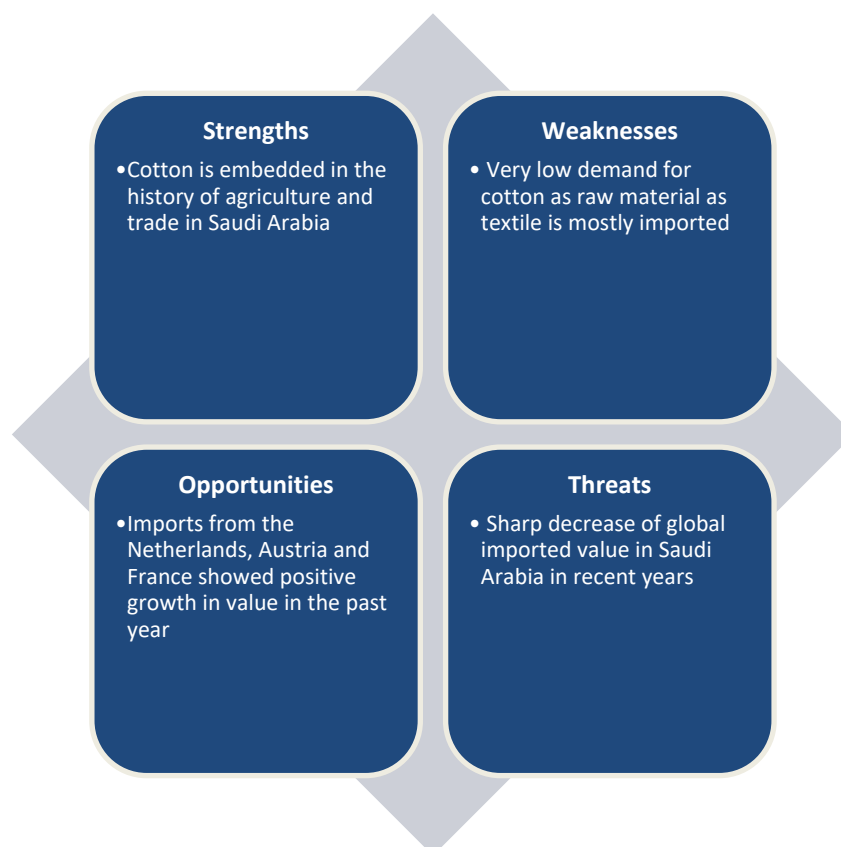 Strengths
•Cotton is embedded in the
history of agriculture and
trade in Saudi Arabia
Weaknesses
• Very low demand for
cotton as raw material as
textile is mostly imported
Opportunities
•Imports from the
Netherlands, Austria and
France showed positive
growth in value in the past
year
Threats
• Sharp decrease of global
imported value in Saudi
Arabia in recent years